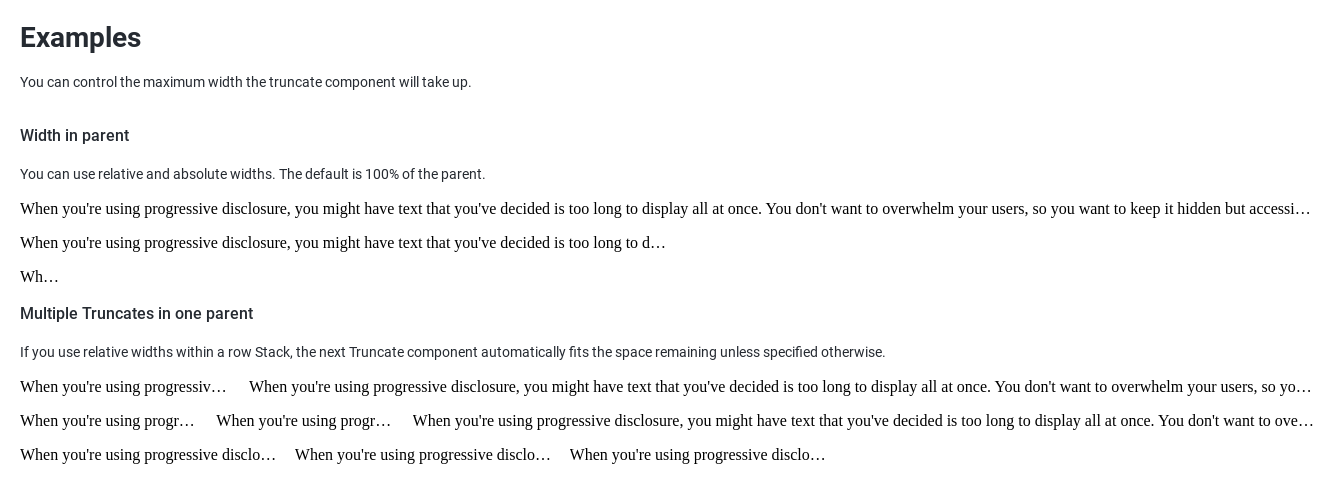 Examples
You can control the maximum width the truncate component will take up.
Width in parent
You can use relative and absolute widths. The default is 100% of the parent.
When you're using progressive disclosure, you might have text that you've decided is too long to display all at once. You don't want to overwhelm your users, so you want to keep it hidden but accessi…
When you're using progressive disclosure, you might have text that you've decided is too long to d…
Wh…
Multiple Truncates in one parent
If you use relative widths within a row Stack, the next Truncate component automatically fits the space remaining unless specified otherwise.
When you're using progressiv… When you're using progressive disclosure, you might have text that you've decided is too long to display all at once. You don't want to overwhelm your users, so yo…
When you're using progr… When you're using progr… When you're using progressive disclosure, you might have text that you've decided is too long to display all at once. You don't want to ove…
When you're using progressive disclo… When you're using progressive disclo… When you're using progressive disclo…